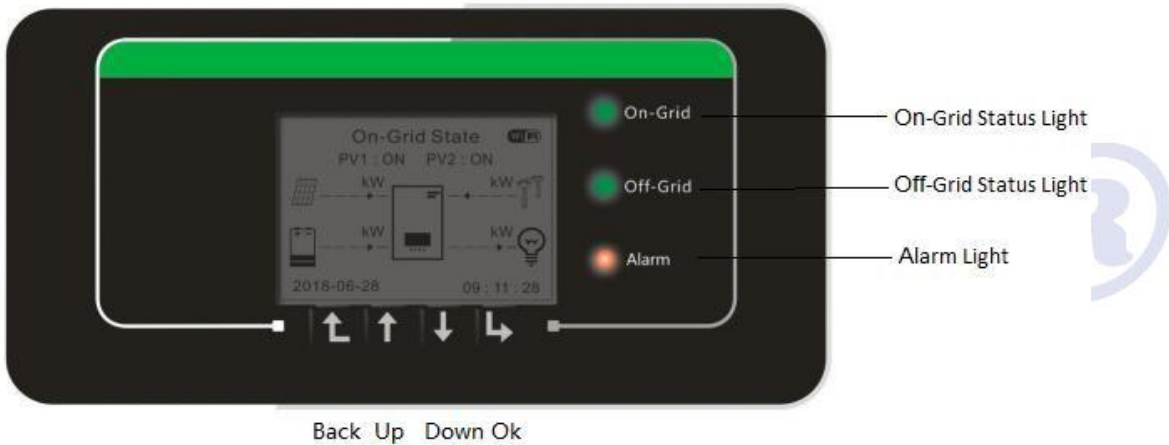 On-Grid State WiFi
PV1 : ON PV2 : ON
kW kW
kW kW
2018-06-28 09 : 11 : 28
On-Grid
Off-Grid
Alarm
On-Grid Status Light
Off-Grid Status Light
Alarm Light
Back Up Down Ok
R